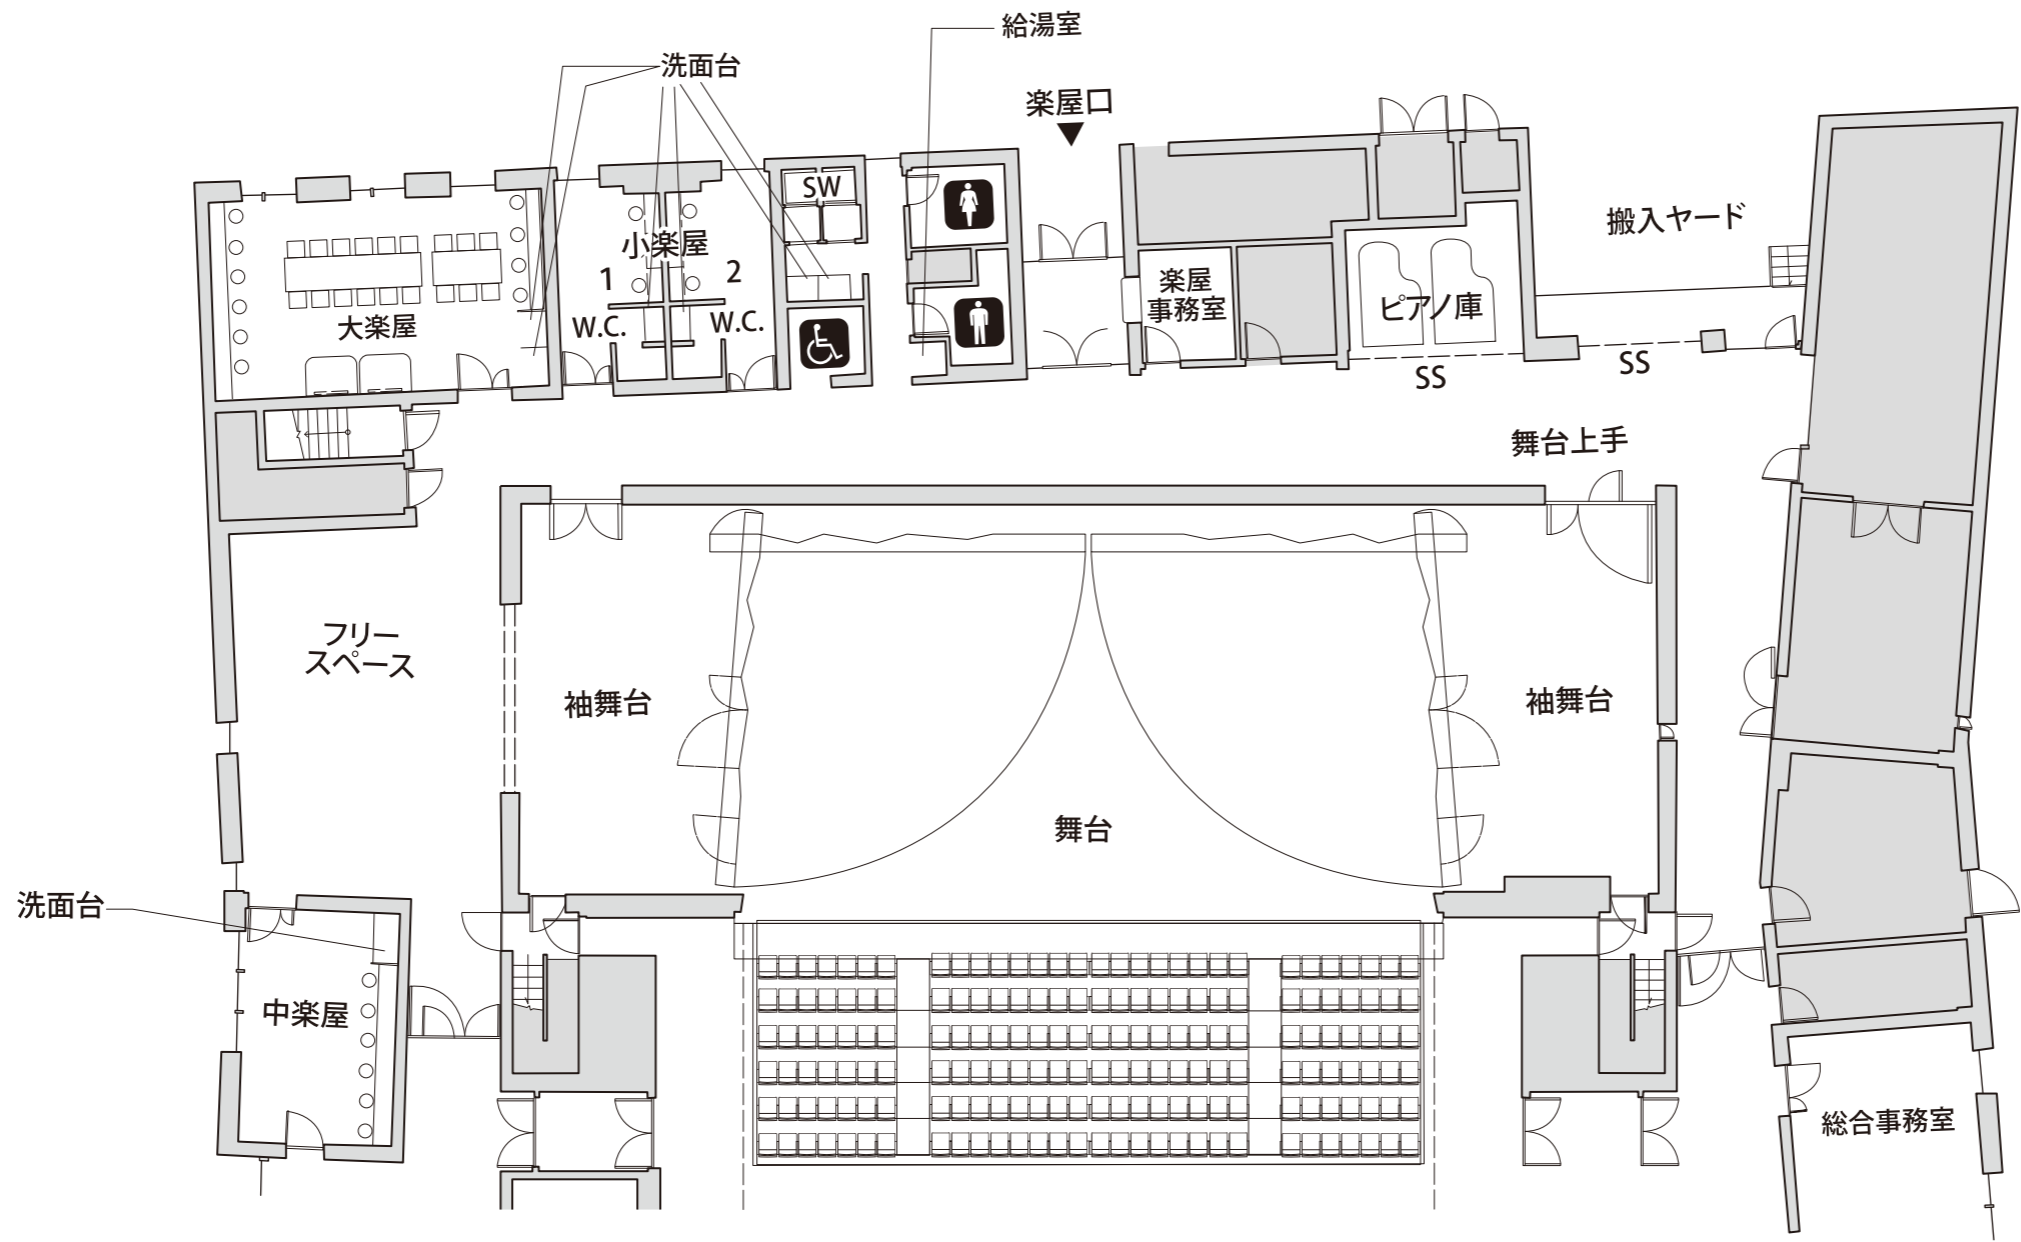 給湯室
洗面台
楽屋口
SW
搬入ヤード
小楽屋
1
2
楽屋
事務室
ピアノ庫
大楽屋
W.C.
W.C.
SS
SS
舞台上手
フリー
スペース
袖舞台
袖舞台
舞台
洗面台
中楽屋
総合事務室